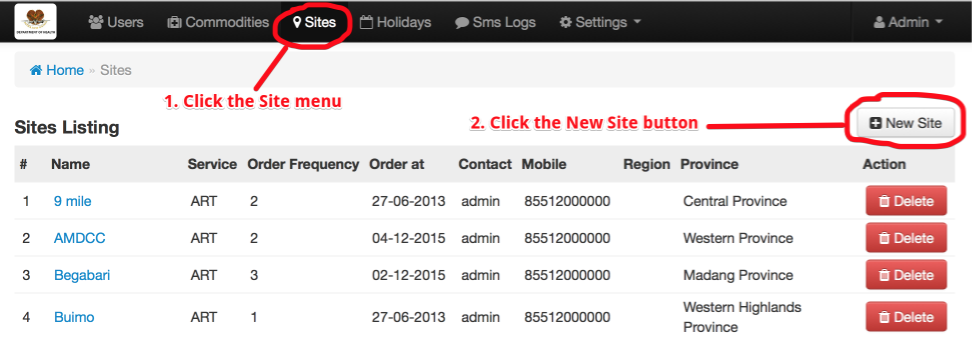 DEPARTMENT OF HEALTH
Users Commodities Sites Holidays Sms Logs Settings Admin
Home » Sites
1. Click the Site menu
2. Click the New Site button
Sites Listing
New Site
# Name Service Order Frequency Order at Contact Mobile Region Province Action
1 9 mile ART 2 27-06-2013 admin 85512000000 Central Province Delete
2 AMDCC ART 2 04-12-2015 admin 85512000000 Western Province Delete
3 Begabari ART 3 02-12-2015 admin 85512000000 Madang Province Delete
4 Buimo ART 1 27-06-2013 admin 85512000000 Western Highlands Province Delete